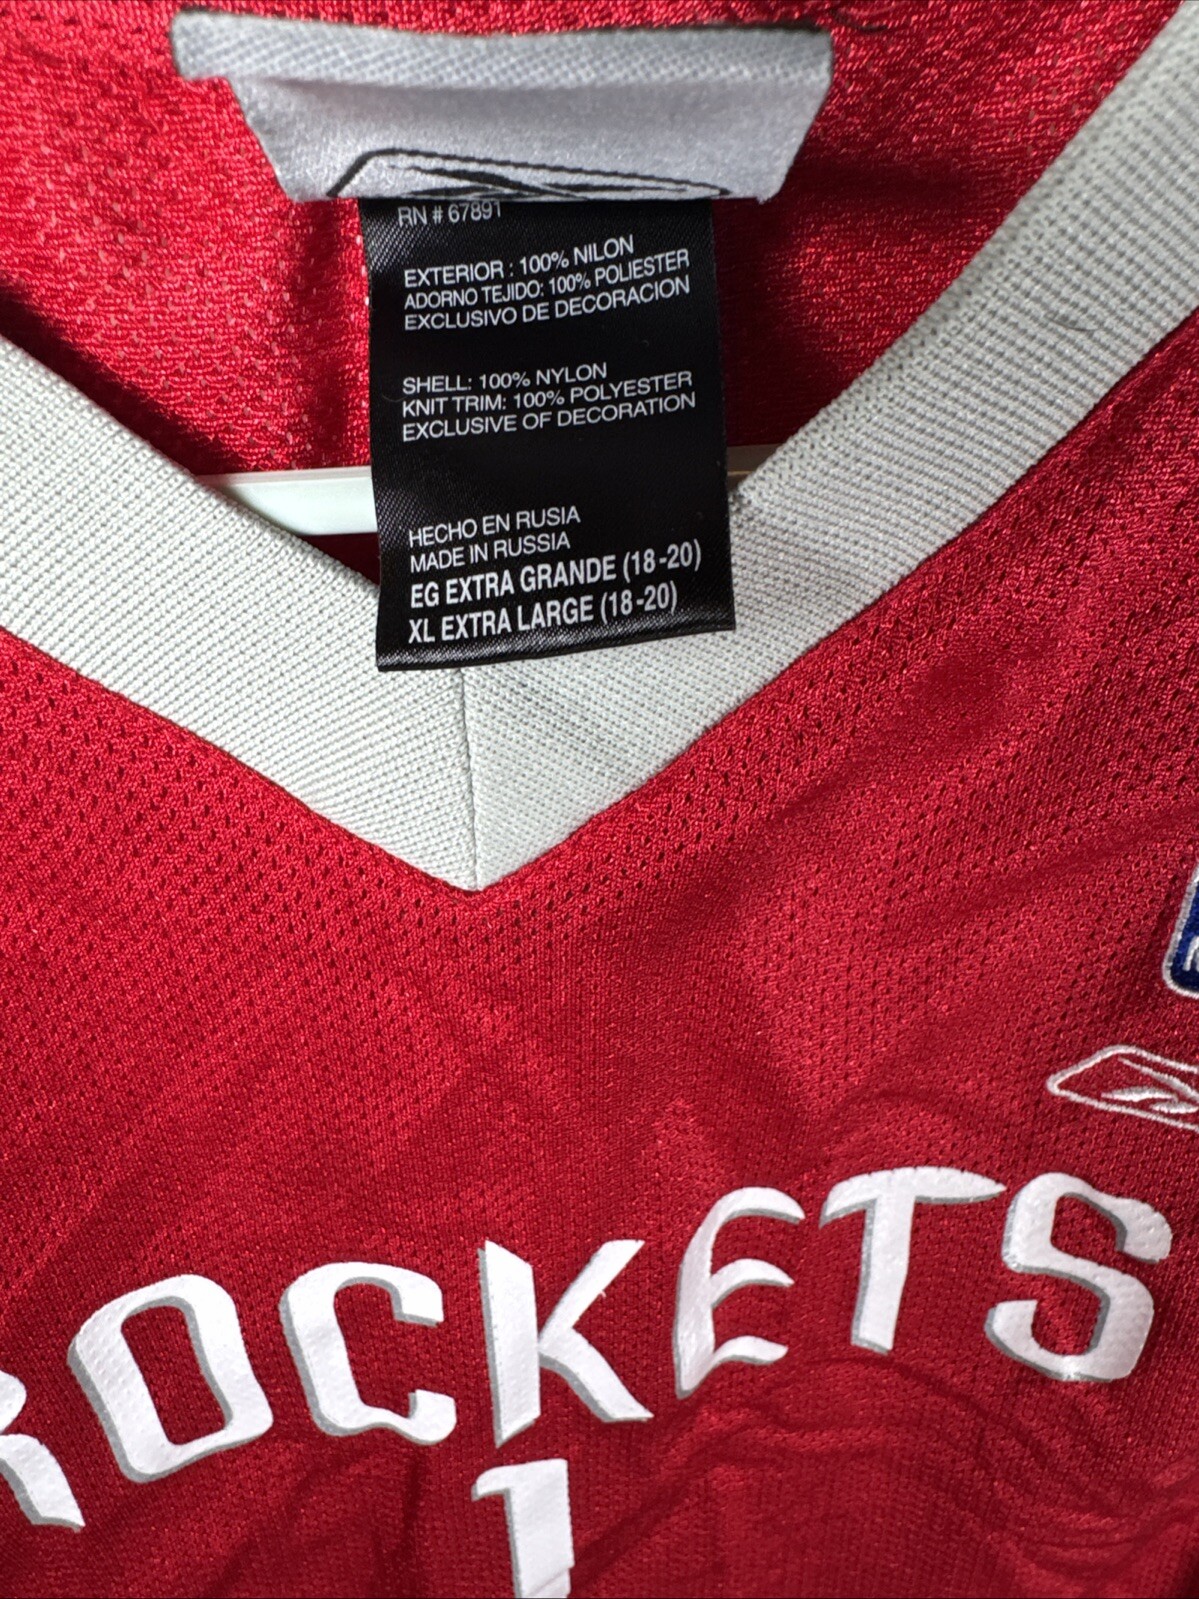 RN # 67891
EXTERIOR : 100% NILON
ADORNO TEJIDO: 100% POLIESTER
EXCLUSIVO DE DECORACION
SHELL: 100% NYLON
KNIT TRIM: 100% POLYESTER
EXCLUSIVE OF DECORATION
HECHO EN RUSIA
MADE IN RUSSIA
EG EXTRA GRANDE (18-20)
XL EXTRA LARGE (18-20)
ROCKETS
1